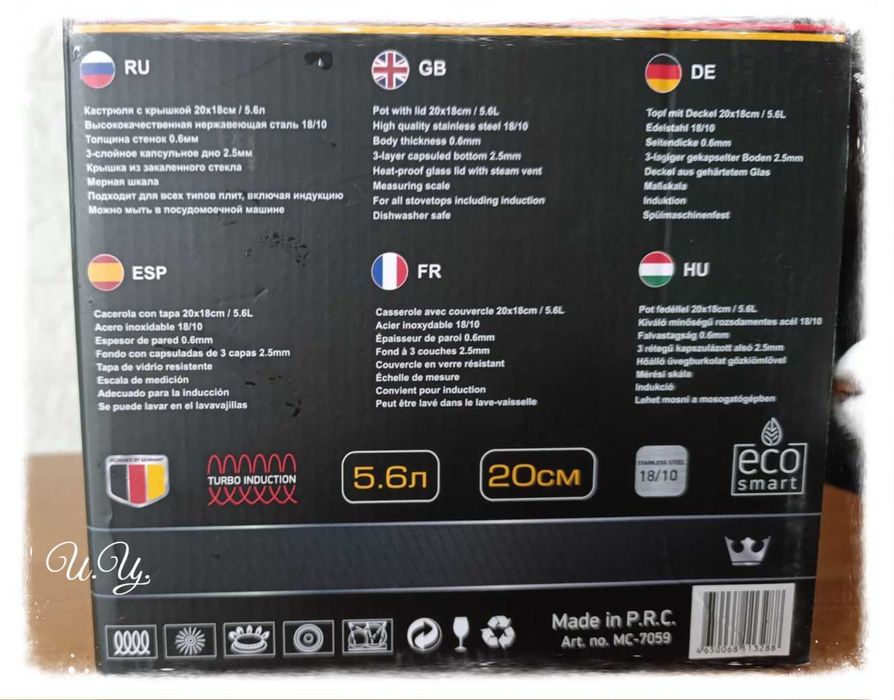 RU
Кастрюля с крышкой 20х18см / 5.6л
Высококачественная нержавеющая сталь 18/10
Толщина стенок 0.6мм
3-слойное капсульное дно 2.5мм
Крышка из закаленного стекла
Мерная шкала
Подходит для всех типов плит, включая индукцию
Можно мыть в посудомоечной машине
GB
Pot with lid 20x18cm / 5.6L
High quality stainless steel 18/10
Body thickness 0.6mm
3-layer capsuled bottom 2.5mm
Heat-proof glass lid with steam vent
Measuring scale
For all stovetops including induction
Dishwasher safe
DE
Topf mit Deckel 20x18cm / 5.6L
Edelstahl 18/10
Seitendicke 0.6mm
3-lagiger gekapselter Boden 2.5mm
Deckel aus gehärtetem Glas
Maßskala
Induktion
Spülmaschinenfest
ESP
Cacerola con tapa 20x18cm / 5.6L
Acero inoxidable 18/10
Espesor de pared 0.6mm
Fondo con capsuladas de 3 capas 2.5mm
Tapa de vidrio resistente
Escala de medición
Adecuado para la inducción
Se puede lavar en el lavavajillas
FR
Casserole avec couvercle 20x18cm / 5.6L
Acier inoxydable 18/10
Épaisseur de paroi 0.6mm
Fond à 3 couches 2.5mm
Couvercle en verre résistant
Échelle de mesure
Convient pour induction
Peut être lavé dans le lave-vaisselle
HU
Pot fedéllel 20x18cm / 5.6L
Kiváló minőségű rozsdamentes acél 18/10
Falvastagság 0.6mm
3 rétegű kapszulázott alsó 2.5mm
Hőálló üvegburkolat gőzkiömlővel
Mérési skála
Indukció
Lehet mosni a mosogatógépben
DESIGNED BY GERMANY
TURBO INDUCTION
5.6л
20см
STAINLESS STEEL
18/10
eco
smart
И.Ц.
Made in P.R.C.
Art. no. MC-7059
4650068113288